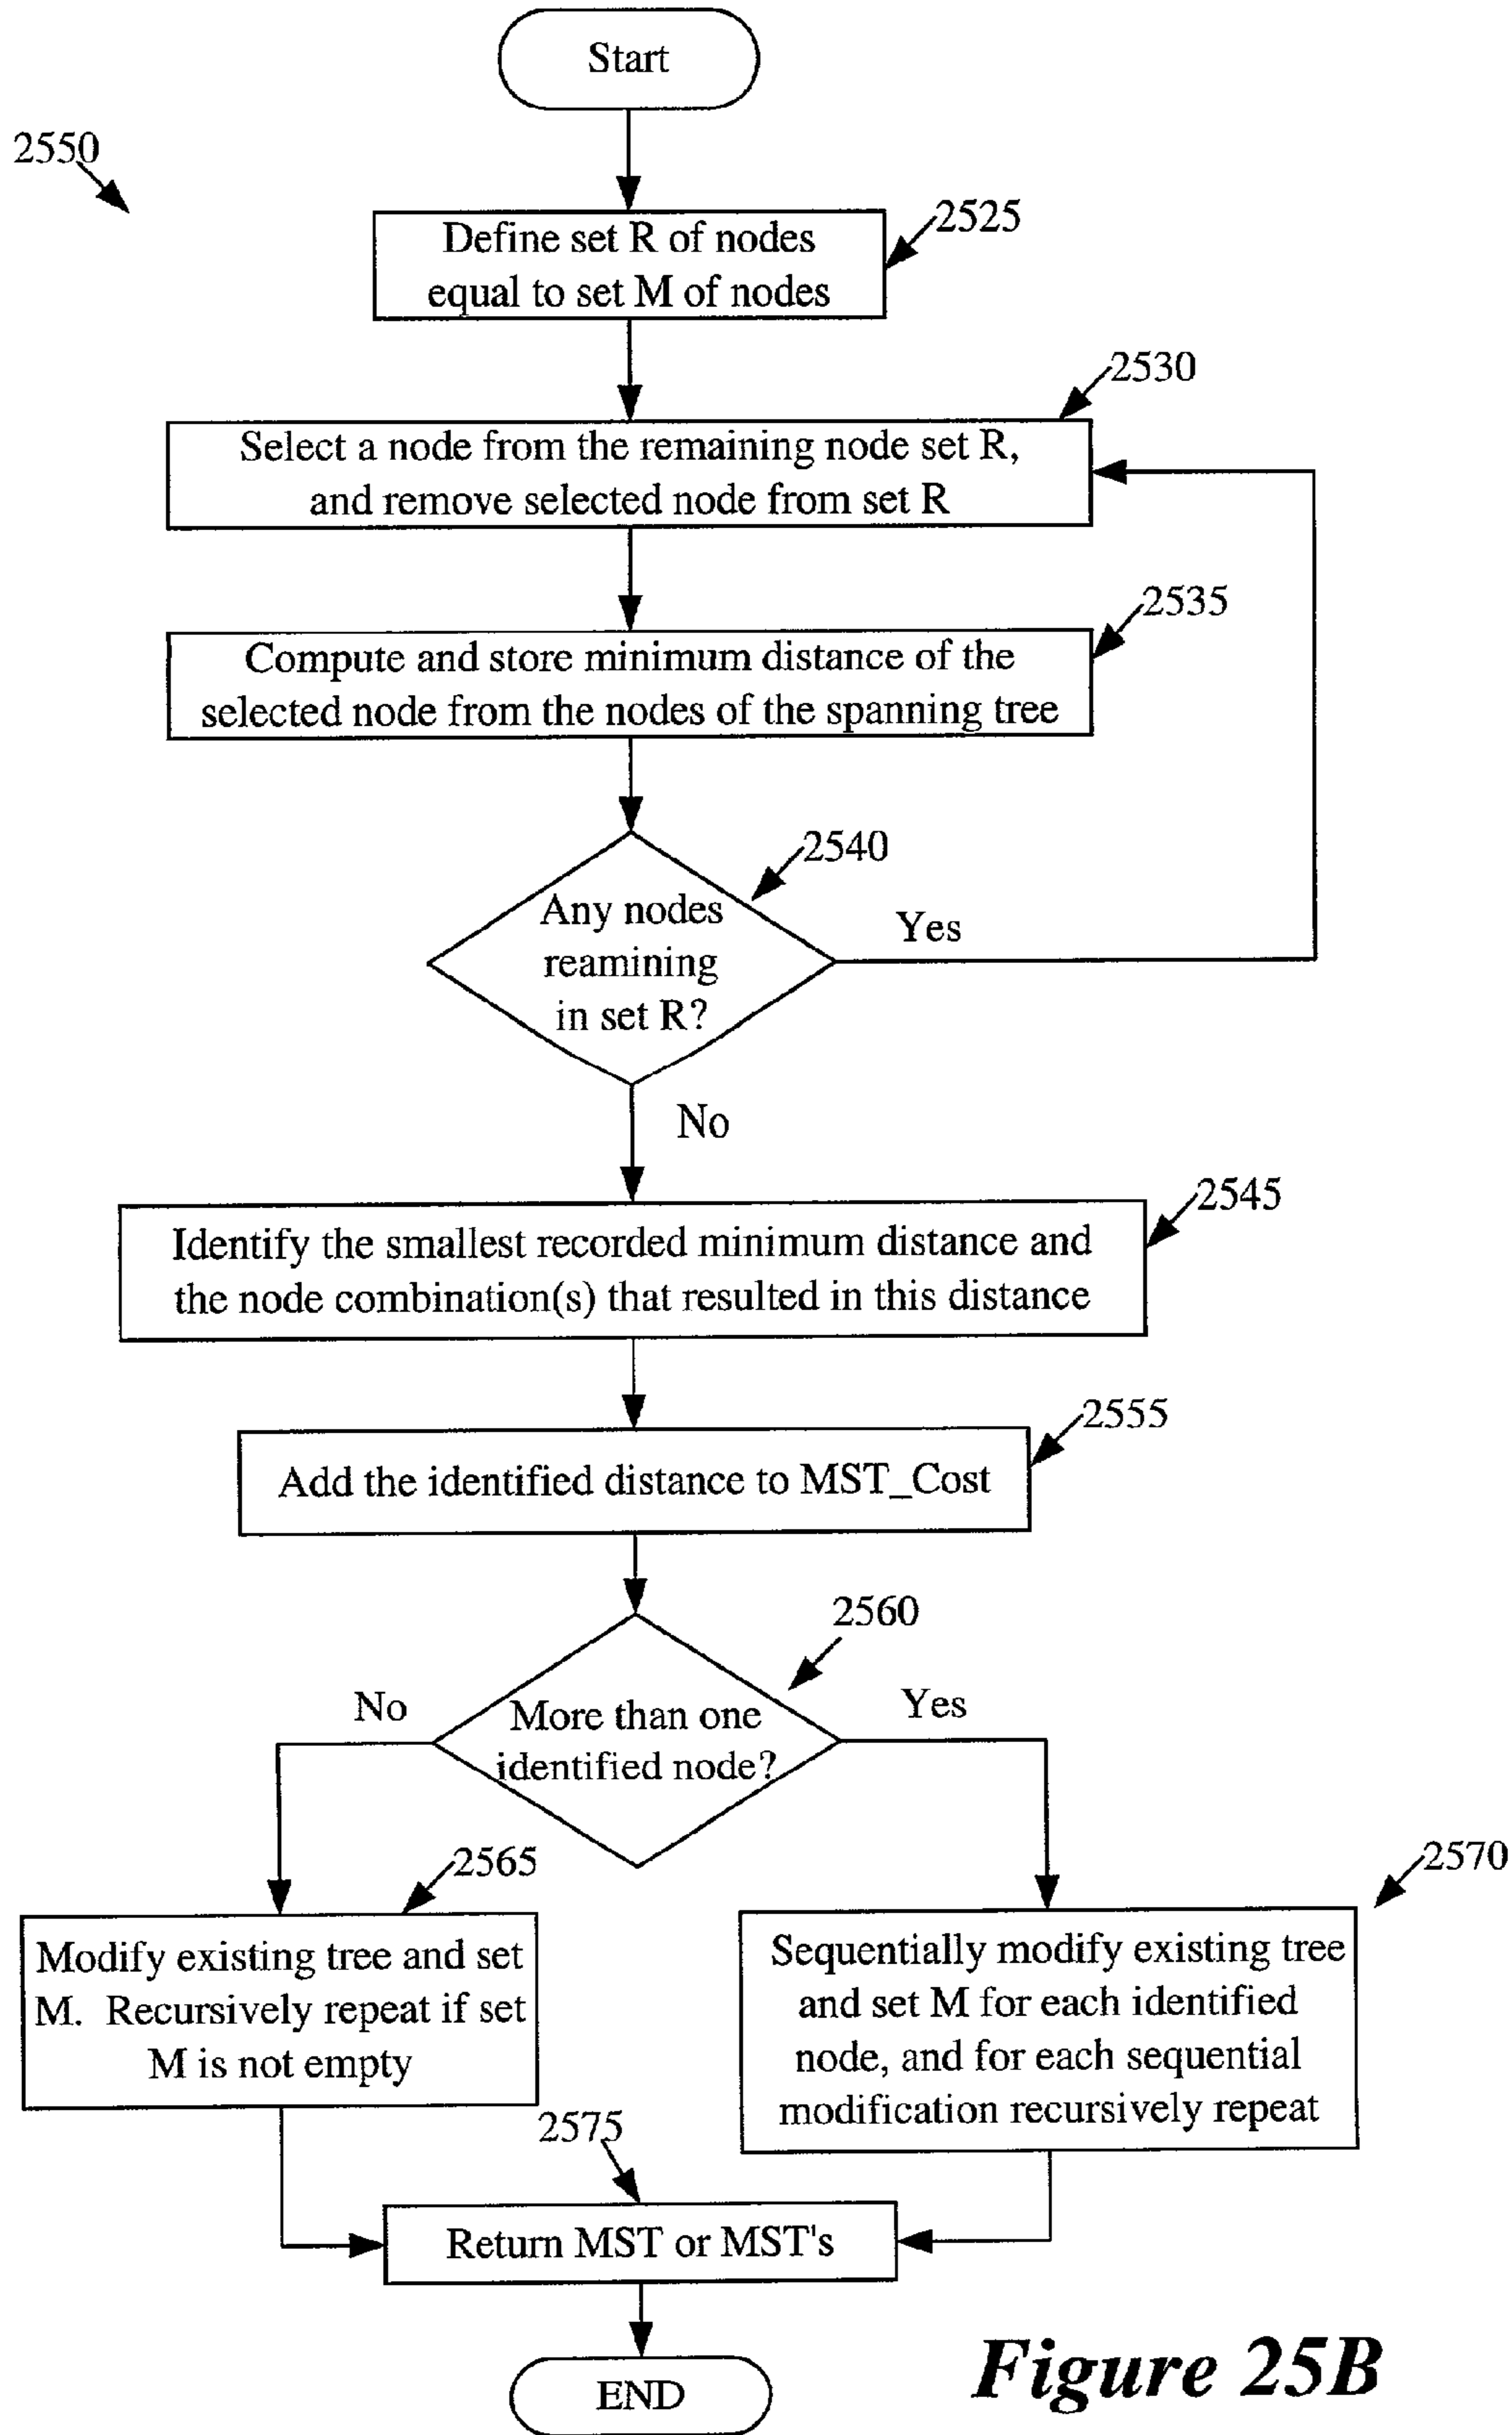 Start
2550
2525
Define set R of nodes
equal to set M of nodes
2530
Select a node from the remaining node set R,
and remove selected node from set R
2535
Compute and store minimum distance of the
selected node from the nodes of the spanning tree
2540
Any nodes
reamining
in set R?
Yes
No
2545
Identify the smallest recorded minimum distance and
the node combination(s) that resulted in this distance
2555
Add the identified distance to MST_Cost
2560
No
More than one
identified node?
Yes
2565
2570
Modify existing tree and set
M. Recursively repeat if set
M is not empty
Sequentially modify existing tree
and set M for each identified
node, and for each sequential
modification recursively repeat
2575
Return MST or MST's
END
Figure 25B